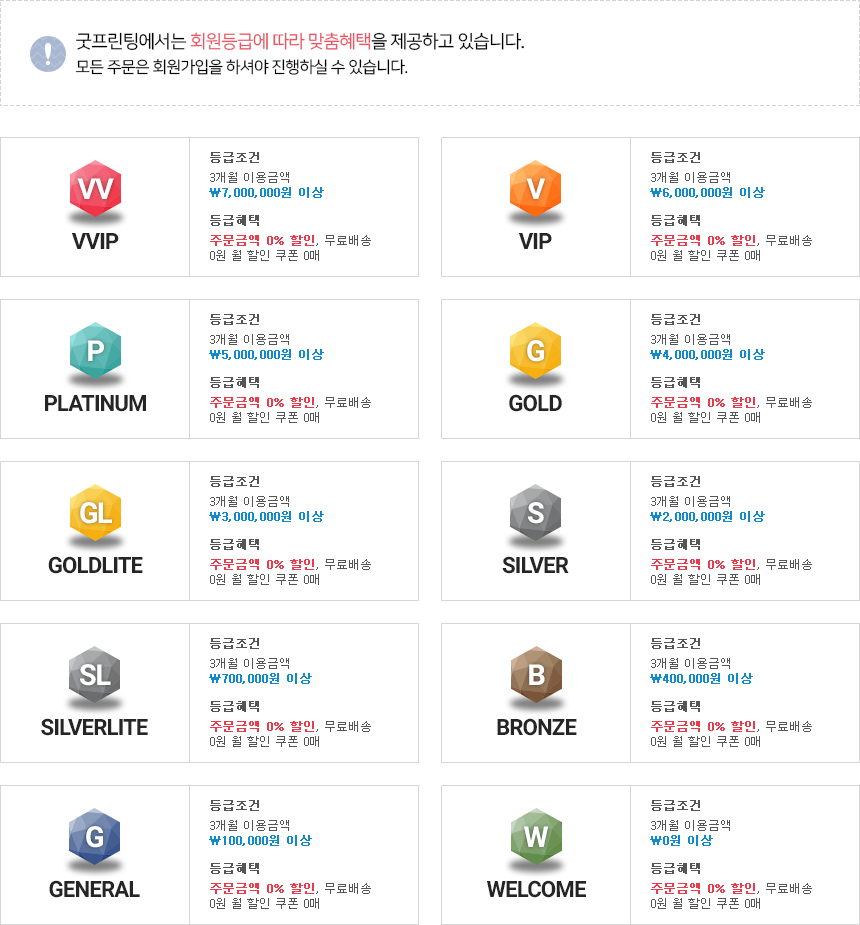 굿프린팅에서는 회원등급에 따라 맞춤혜택을 제공하고 있습니다.
모든 주문은 회원가입을 하셔야 진행하실 수 있습니다.
VV
VVIP
등급조건
3개월 이용금액
₩7,000,000원 이상
등급혜택
주문금액 0% 할인, 무료배송
0원 월 할인 쿠폰 0매
V
VIP
등급조건
3개월 이용금액
₩6,000,000원 이상
등급혜택
주문금액 0% 할인, 무료배송
0원 월 할인 쿠폰 0매
P
PLATINUM
등급조건
3개월 이용금액
₩5,000,000원 이상
등급혜택
주문금액 0% 할인, 무료배송
0원 월 할인 쿠폰 0매
G
GOLD
등급조건
3개월 이용금액
₩4,000,000원 이상
등급혜택
주문금액 0% 할인, 무료배송
0원 월 할인 쿠폰 0매
GL
GOLDLITE
등급조건
3개월 이용금액
₩3,000,000원 이상
등급혜택
주문금액 0% 할인, 무료배송
0원 월 할인 쿠폰 0매
S
SILVER
등급조건
3개월 이용금액
₩2,000,000원 이상
등급혜택
주문금액 0% 할인, 무료배송
0원 월 할인 쿠폰 0매
SL
SILVERLITE
등급조건
3개월 이용금액
₩700,000원 이상
등급혜택
주문금액 0% 할인, 무료배송
0원 월 할인 쿠폰 0매
B
BRONZE
등급조건
3개월 이용금액
₩400,000원 이상
등급혜택
주문금액 0% 할인, 무료배송
0원 월 할인 쿠폰 0매
G
GENERAL
등급조건
3개월 이용금액
₩100,000원 이상
등급혜택
주문금액 0% 할인, 무료배송
0원 월 할인 쿠폰 0매
W
WELCOME
등급조건
3개월 이용금액
₩0원 이상
등급혜택
주문금액 0% 할인, 무료배송
0원 월 할인 쿠폰 0매